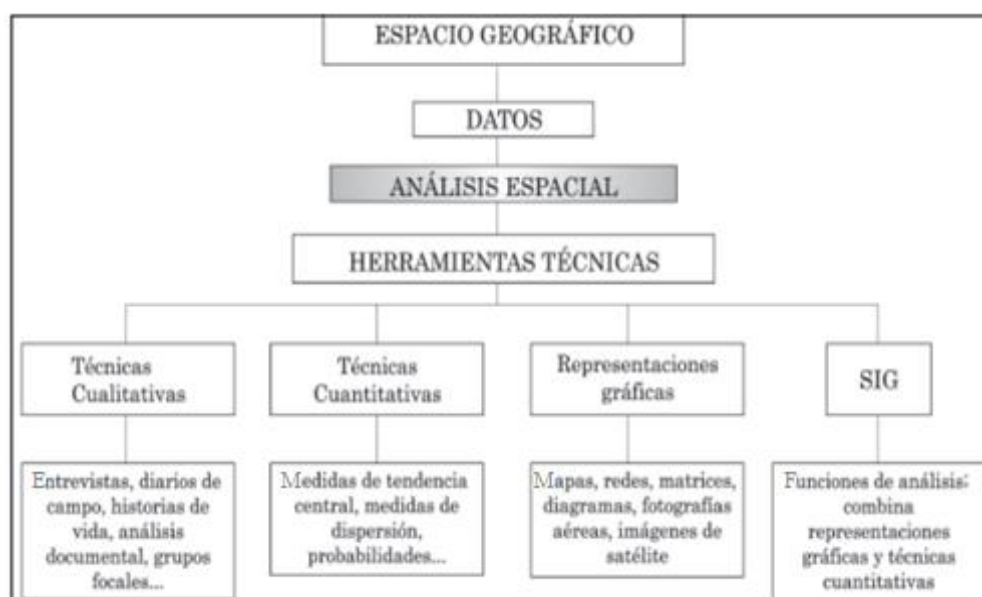 ESPACIO GEOGRÁFICO
DATOS
ANÁLISIS ESPACIAL
HERRAMIENTAS TÉCNICAS
Técnicas
Cualitativas
Técnicas
Cuantitativas
Representaciones
gráficas
SIG
Entrevistas, diarios de
campo, historias de
vida, análisis
documental, grupos
focales...
Medidas de tendencia
central, medidas de
dispersión,
probabilidades...
Mapas, redes, matrices,
diagramas, fotografías
aéreas, imágenes de
satélite
Funciones de análisis:
combina
representaciones
gráficas y técnicas
cuantitativas